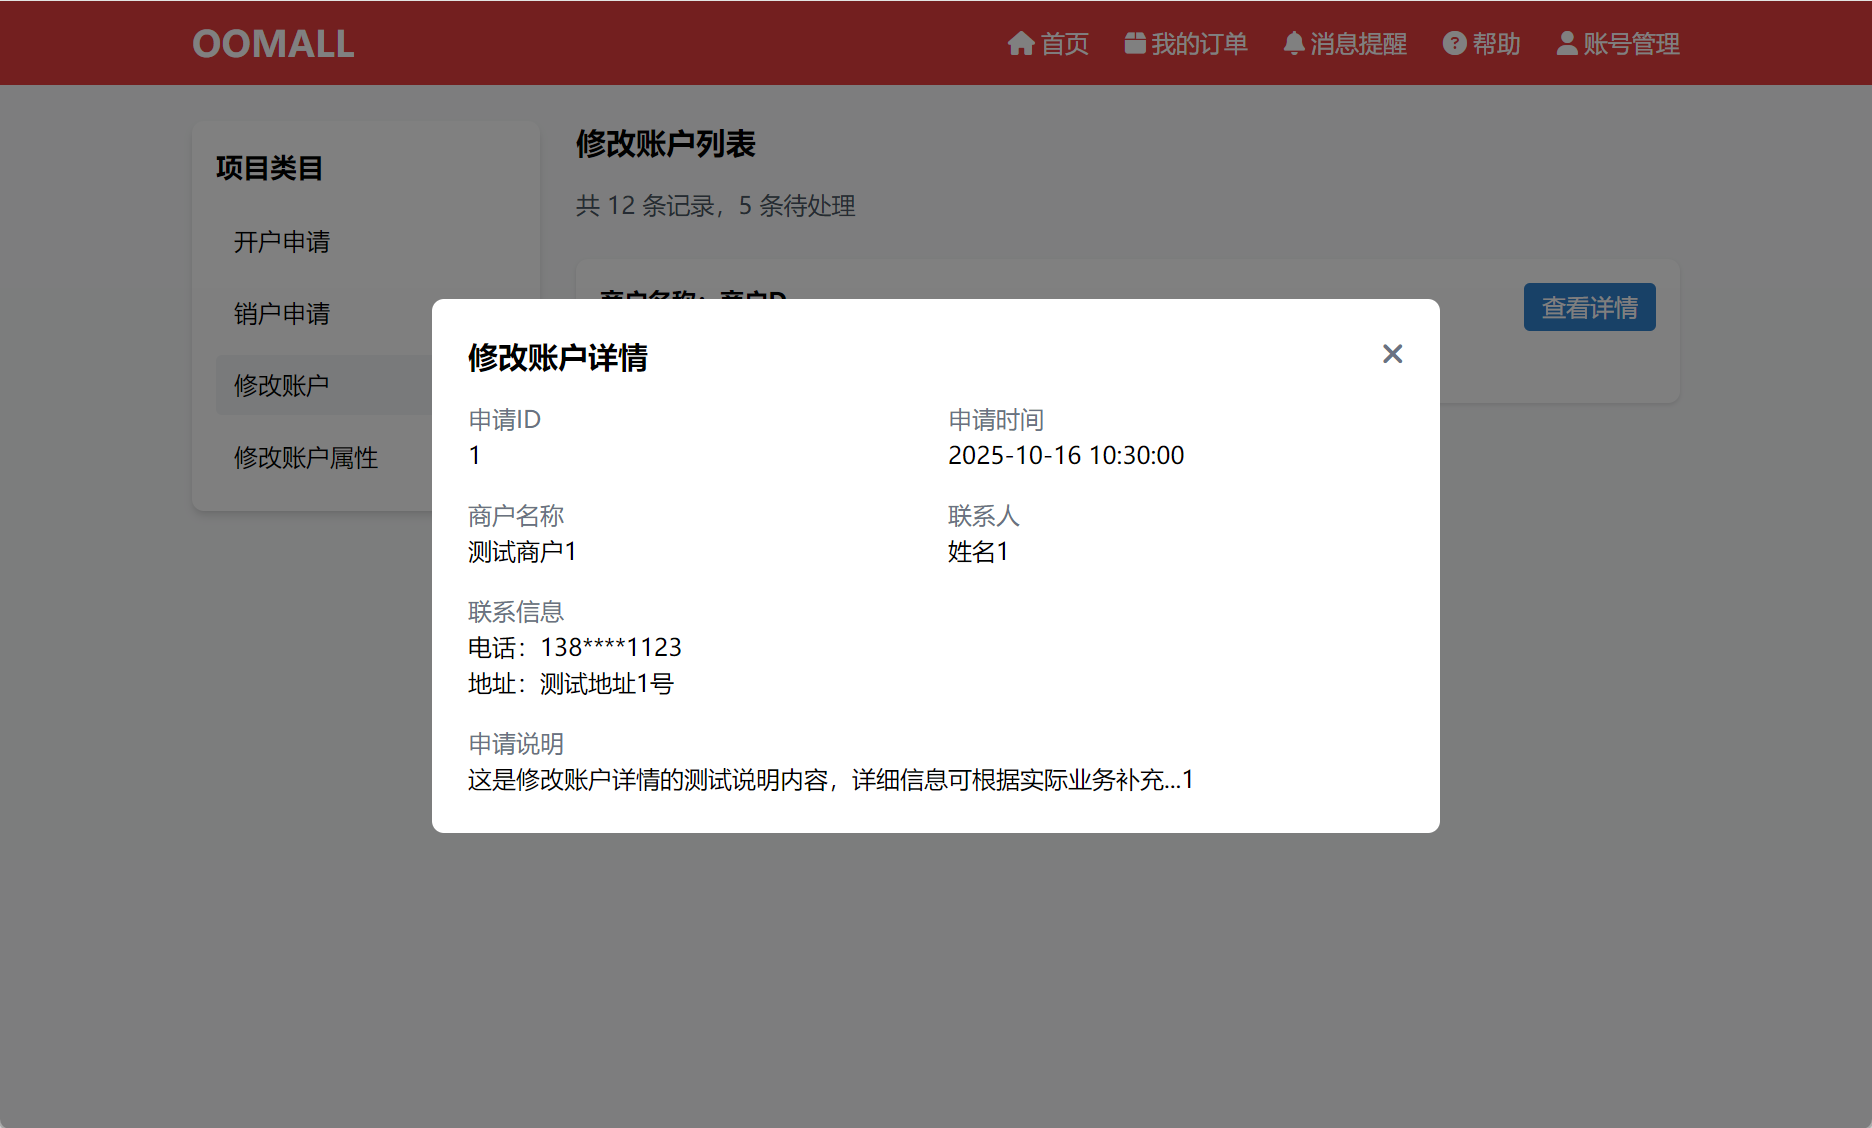 OOMALL
首页
我的订单
消息提醒
帮助
账号管理
项目类目
开户申请
销户申请
修改账户
修改账户属性
修改账户列表
共 12 条记录，5 条待处理
商户名称：商户D
查看详情
修改账户详情
申请ID
1
申请时间
2025-10-16 10:30:00
商户名称
测试商户1
联系人
姓名1
联系信息
电话：138****1123
地址：测试地址1号
申请说明
这是修改账户详情的测试说明内容，详细信息可根据实际业务补充...1